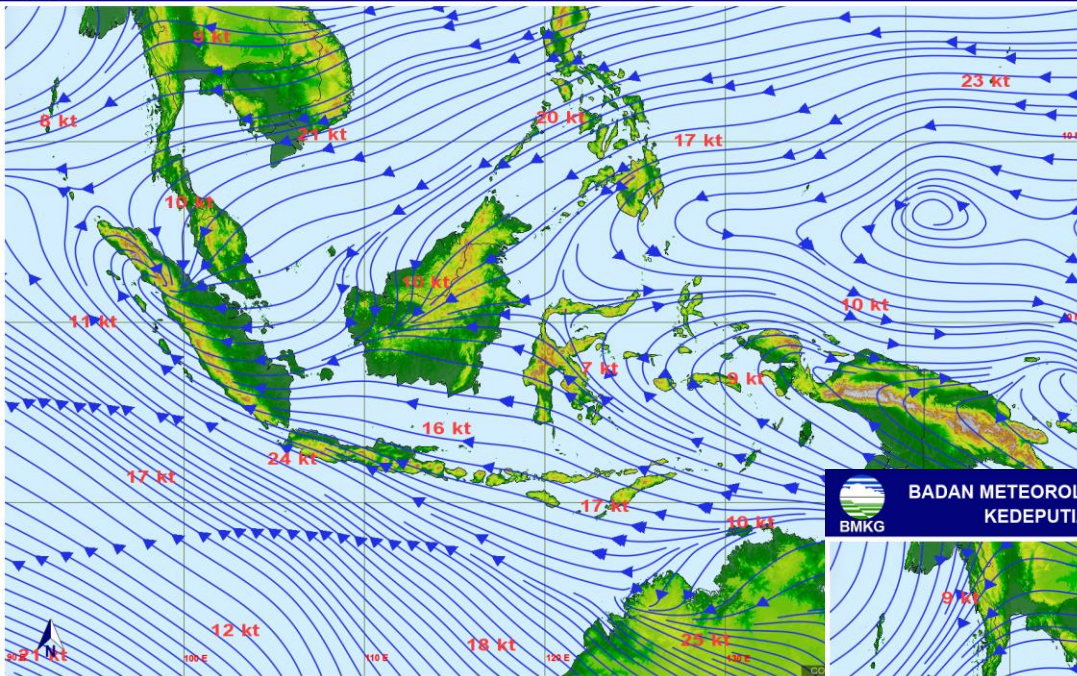 9 kt
23 kt
8 kt
21 kt
20 kt
17 kt
10 N
10 kt
10 kt
11 kt
10 kt
7 kt
9 kt
16 kt
24 kt
17 kt
17 kt
10 kt
BMKG
BADAN METEOROL
KEDEPUTI
9 kt
12 kt
18 kt
25 kt
21 kt
N
90 E
100 E
110 E
120 E
130 E